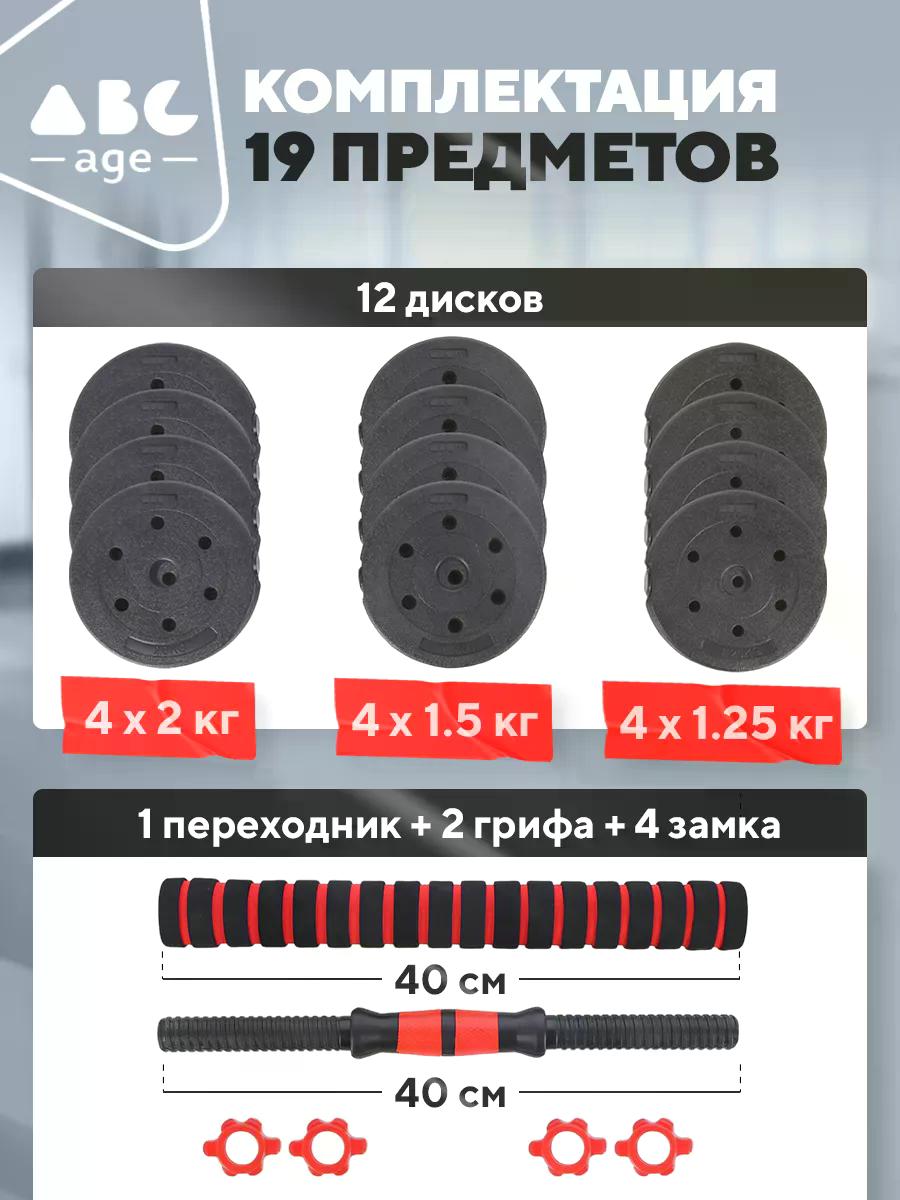 ABC
age
КОМПЛЕКТАЦИЯ
19 ПРЕДМЕТОВ
12 дисков
4 x 2 кг
4 x 1.5 кг
4 x 1.25 кг
1 переходник + 2 грифа + 4 замка
40 см
40 см